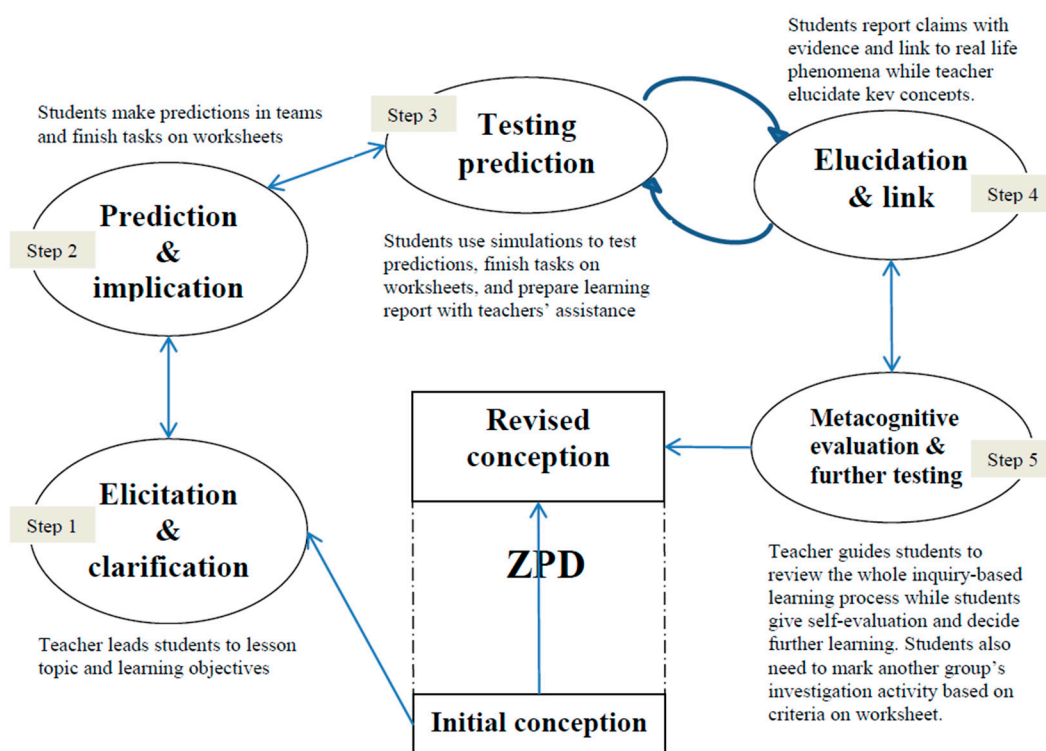 Students make predictions in teams
and finish tasks on worksheets
Step 2
Prediction
&
implication
Step 3
Testing
prediction
Students use simulations to test
predictions, finish tasks on
worksheets, and prepare learning
report with teachers’ assistance
Students report claims with
evidence and link to real life
phenomena while teacher
elucidate key concepts.
Elucidation
& link
Step 4
Step 1
Elicitation
&
clarification
Teacher leads students to lesson
topic and learning objectives
Revised
conception
ZPD
Initial conception
Metacognitive
evaluation &
further testing
Step 5
Teacher guides students to
review the whole inquiry-based
learning process while students
give self-evaluation and decide
further learning. Students also
need to mark another group’s
investigation activity based on
criteria on worksheet.